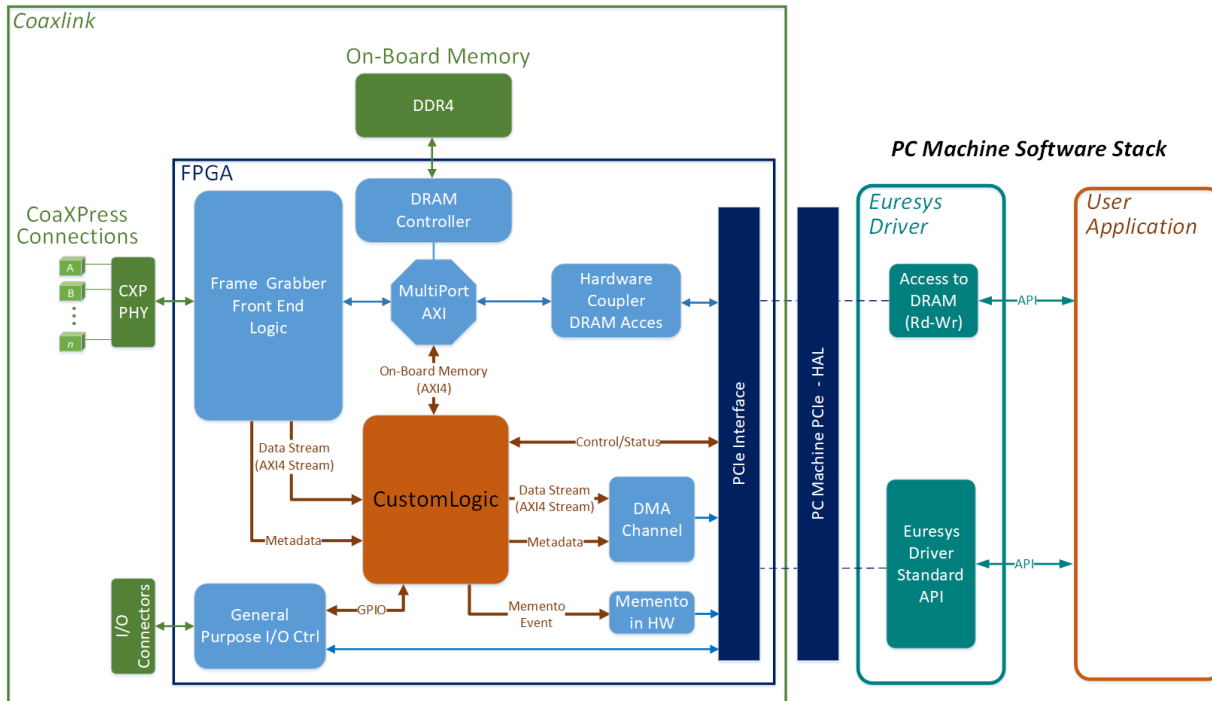 Coaxlink
On-Board Memory
DDR4
PC Machine Software Stack
FPGA
DRAM
Controller
Euresys
Driver
User
Application
CoaXPress
Connections
A
B
n
CXP
PHY
Frame Grabber
Front End
Logic
MultiPort
AXI
Hardware
Coupler
DRAM Acces
Access to
DRAM
(Rd-Wr)
API
On-Board Memory
(AXI4)
PCIe Interface
PC Machine PCIe - HAL
Data Stream
(AXI4 Stream)
Control/Status
CustomLogic
Data Stream
(AXI4 Stream)
DMA
Channel
Metadata
Metadata
Euresys
Driver
Standard
API
API
I/O
Connectors
General
Purpose I/O Ctrl
GPIO
Memento
Event
Memento
in HW